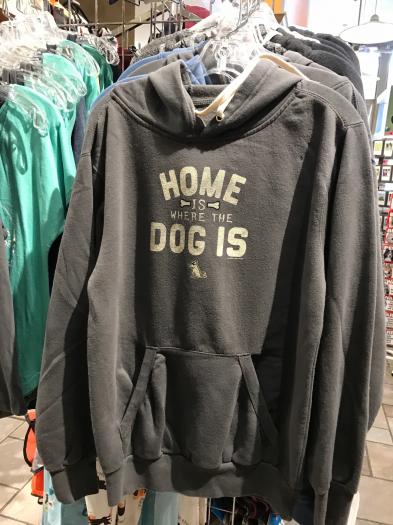 HOME
IS
WHERE THE
DOG IS